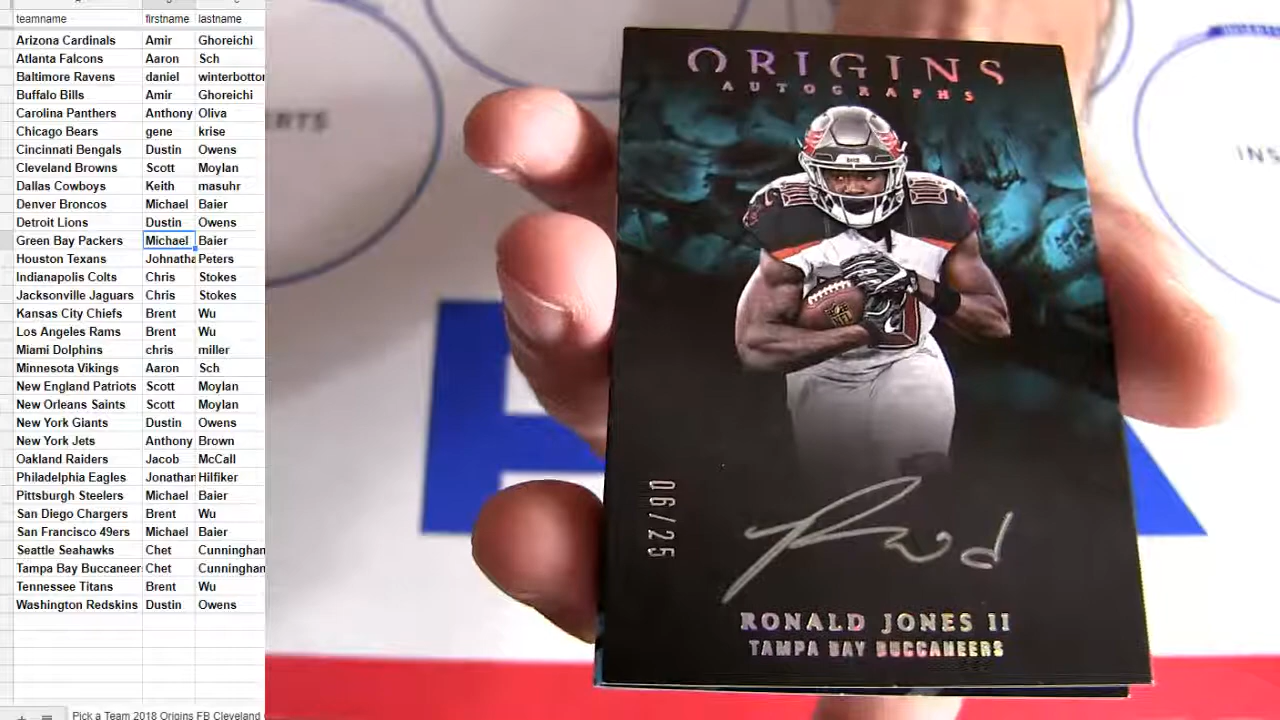 teamname firstname lastname
Arizona Cardinals Amir Ghoreichi
Atlanta Falcons Aaron Sch
Baltimore Ravens daniel winterbottor
Buffalo Bills Amir Ghoreichi
Carolina Panthers Anthony Oliva
Chicago Bears gene krise
Cincinnati Bengals Dustin Owens
Cleveland Browns Scott Moylan
Dallas Cowboys Keith masuhr
Denver Broncos Michael Baier
Detroit Lions Dustin Owens
Green Bay Packers Michael Baier
Houston Texans Johnatha Peters
Indianapolis Colts Chris Stokes
Jacksonville Jaguars Chris Stokes
Kansas City Chiefs Brent Wu
Los Angeles Rams Brent Wu
Miami Dolphins chris miller
Minnesota Vikings Aaron Sch
New England Patriots Scott Moylan
New Orleans Saints Scott Moylan
New York Giants Dustin Owens
New York Jets Anthony Brown
Oakland Raiders Jacob McCall
Philadelphia Eagles Jonathan Hilfiker
Pittsburgh Steelers Michael Baier
San Diego Chargers Brent Wu
San Francisco 49ers Michael Baier
Seattle Seahawks Chet Cunningham
Tampa Bay Buccaneer Chet Cunningham
Tennessee Titans Brent Wu
Washington Redskins Dustin Owens
Pick a Team 2018 Origins FB Cleveland
ORIGINS
AUTOGRAPHS
06/25
RONALD JONES II
TAMPA BAY BUCCANEERS